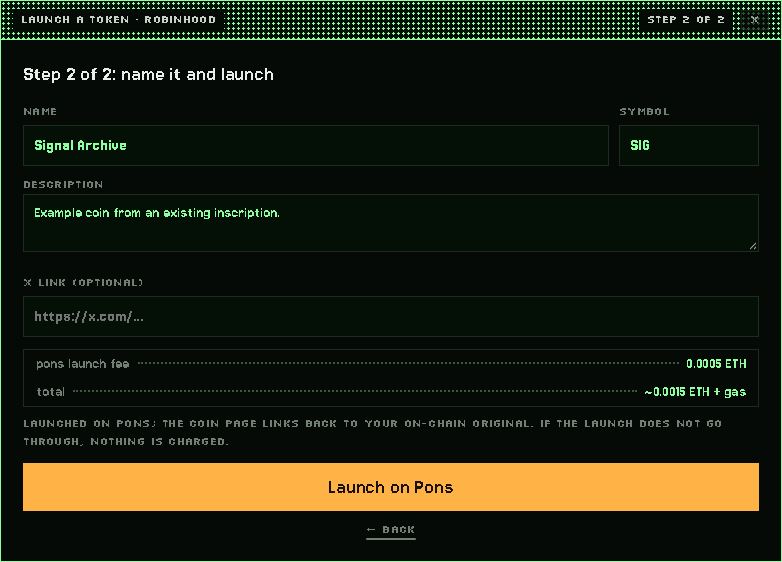 LAUNCH A TOKEN · ROBINHOOD
STEP 2 OF 2 X
Step 2 of 2: name it and launch
NAME SYMBOL
Signal Archive SIG
DESCRIPTION
Example coin from an existing inscription.
X LINK (OPTIONAL)
https://x.com/...
pons launch fee 0.0005 ETH
total ~0.0015 ETH + gas
LAUNCHED ON PONS; THE COIN PAGE LINKS BACK TO YOUR ON-CHAIN ORIGINAL. IF THE LAUNCH DOES NOT GO
THROUGH, NOTHING IS CHARGED.
Launch on Pons
← BACK